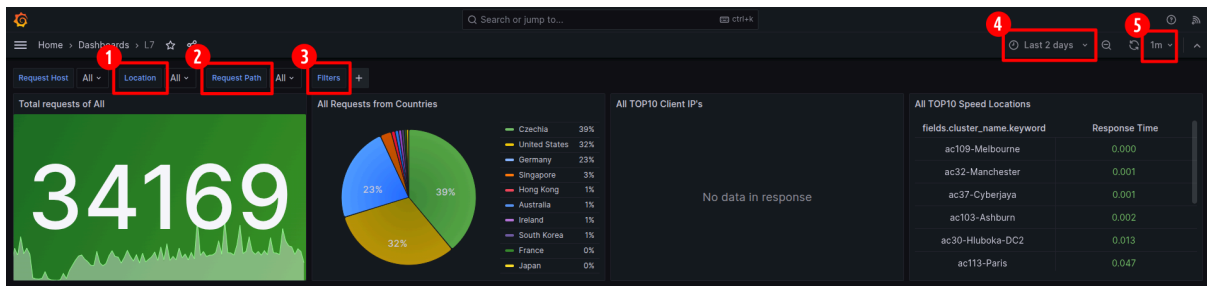 Search or jump to...
ctrl+k
4
5
Home › Dashboards › L7
Last 2 days
1m
1
2
3
Request Host All
Location All
Request Path All
Filters +
Total requests of All
34169
All Requests from Countries
23%
39%
32%
Czechia 39%
United States 32%
Germany 23%
Singapore 3%
Hong Kong 1%
Australia 1%
Ireland 1%
South Korea 1%
France 0%
Japan 0%
All TOP10 Client IP's
No data in response
All TOP10 Speed Locations
fields.cluster_name.keyword Response Time
ac109-Melbourne 0.000
ac32-Manchester 0.001
ac37-Cyberjaya 0.001
ac103-Ashburn 0.002
ac30-Hluboka-DC2 0.013
ac113-Paris 0.047